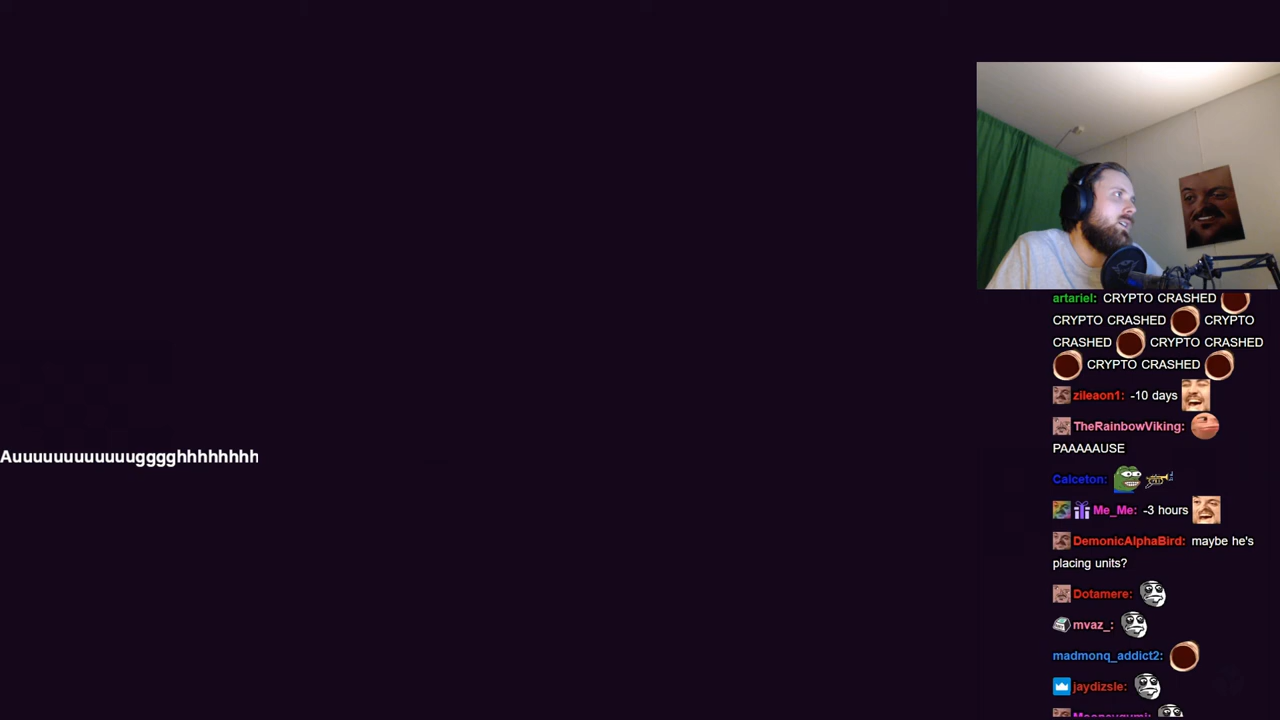 artariel: CRYPTO CRASHED
CRYPTO CRASHED CRYPTO
CRASHED CRYPTO CRASHED
CRYPTO CRASHED
zileaon1: -10 days
TheRainbowViking:
PAAAAAUSE
Calceton:
Me_Me: -3 hours
DemonicAlphaBird: maybe he's
placing units?
Dotamere:
mvaz_:
madmonq_addict2:
jaydizsle:
Auuuuuuuuuuuuggggghhhhhhhh